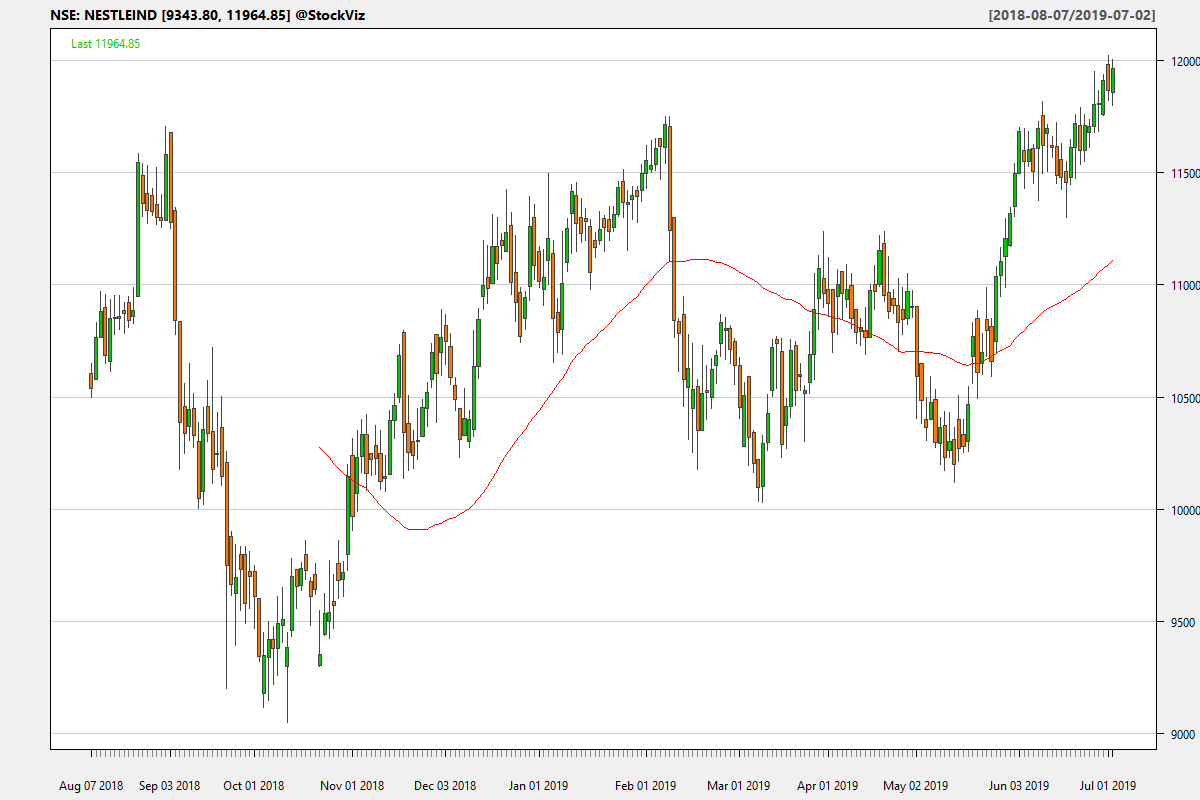 NSE: NESTLEIND [9343.80, 11964.85] @StockViz [2018-08-07/2019-07-02]
Last 11964.85
12000
11500
11000
10500
10000
9500
9000
Aug 07 2018 Sep 03 2018 Oct 01 2018 Nov 01 2018 Dec 03 2018 Jan 01 2019 Feb 01 2019 Mar 01 2019 Apr 01 2019 May 02 2019 Jun 03 2019 Jul 01 2019